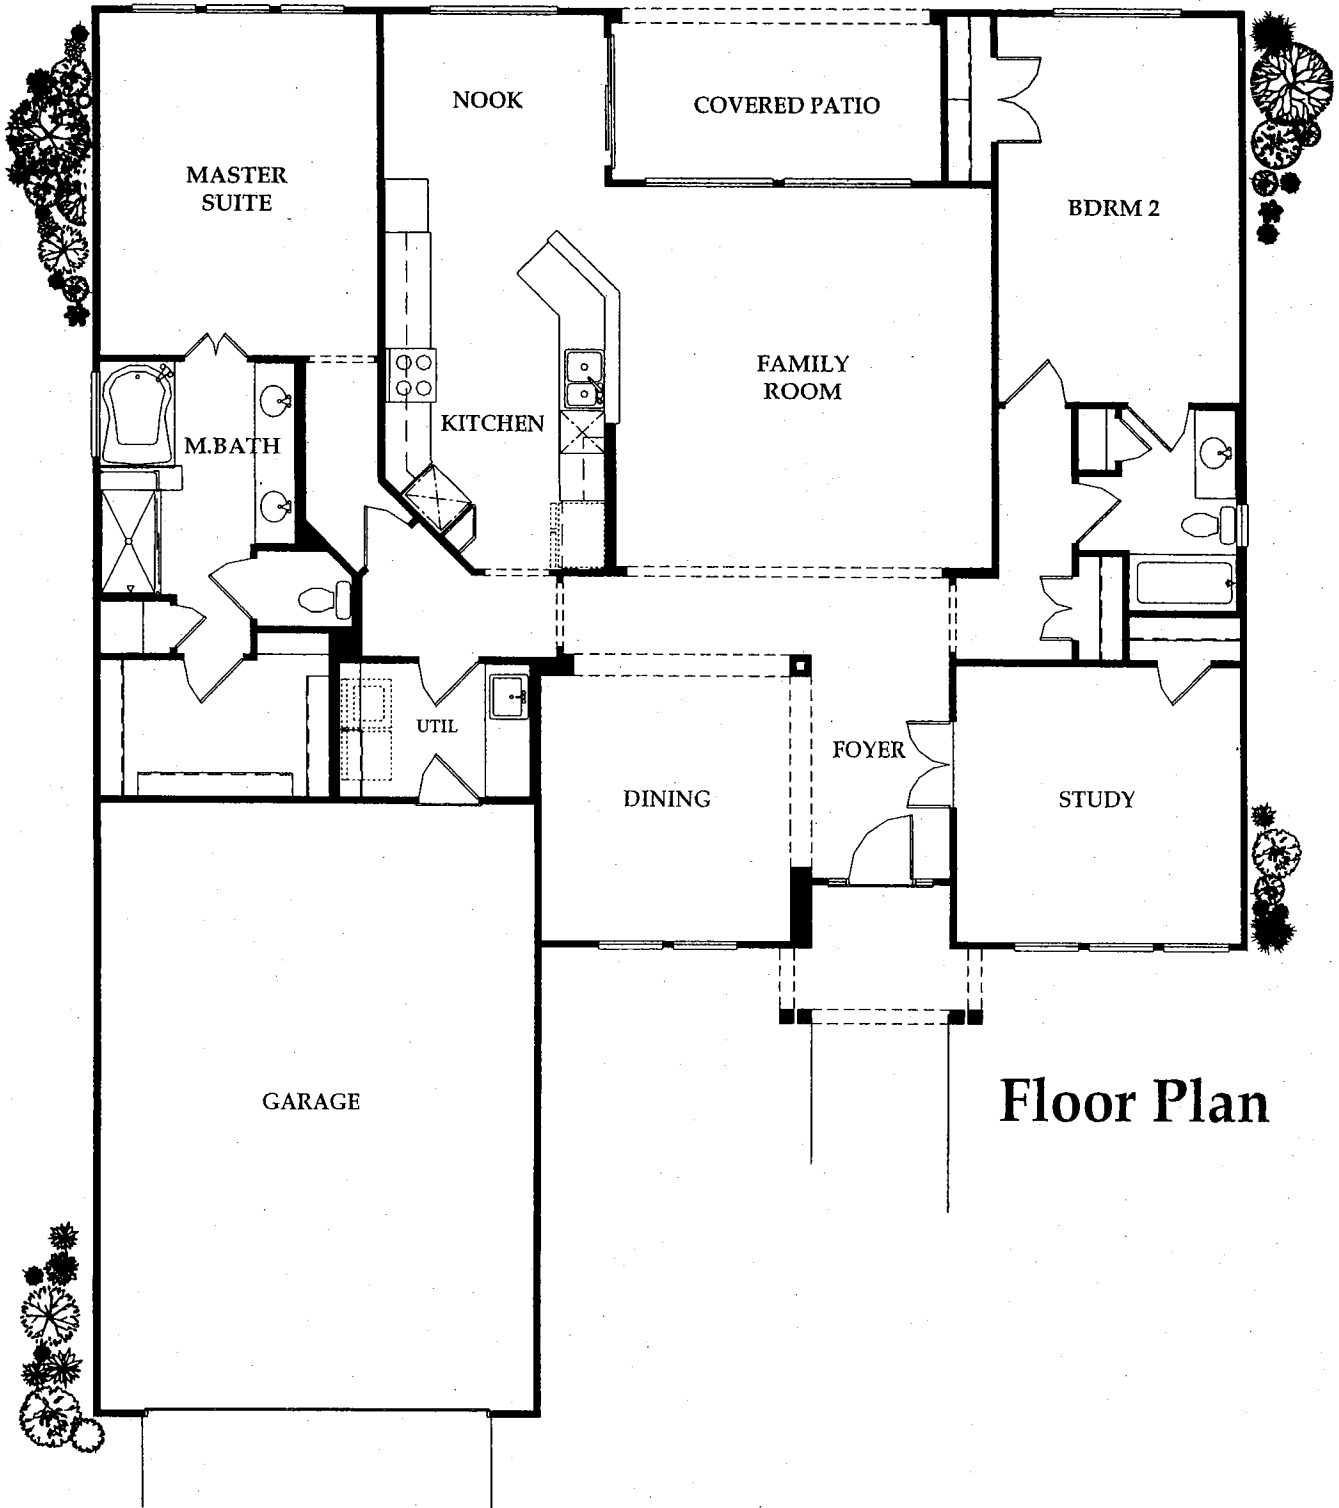 NOOK
COVERED PATIO
MASTER
SUITE
BDRM 2
FAMILY
ROOM
KITCHEN
M.BATH
UTIL
FOYER
DINING
STUDY
GARAGE
Floor Plan